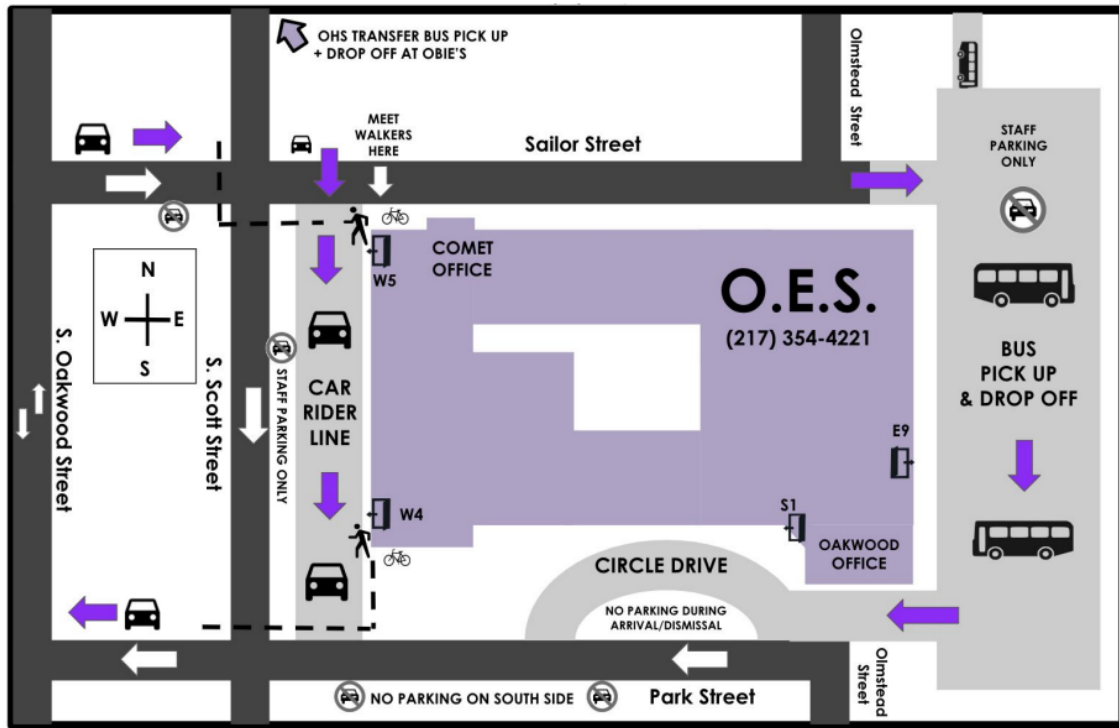 OHS TRANSFER BUS PICK UP
+ DROP OFF AT OBIE'S
Olmstead Street
MEET
WALKERS
HERE
Sailor Street
STAFF
PARKING
ONLY
COMET
OFFICE
W5
O.E.S.
(217) 354-4221
N
W
E
S
S. Oakwood Street
S. Scott Street
STAFF PARKING ONLY
CAR
RIDER
LINE
BUS
PICK UP
& DROP OFF
E9
W4
S1
OAKWOOD
OFFICE
CIRCLE DRIVE
NO PARKING DURING
ARRIVAL/DISMISSAL
Olmstead
Street
NO PARKING ON SOUTH SIDE
Park Street